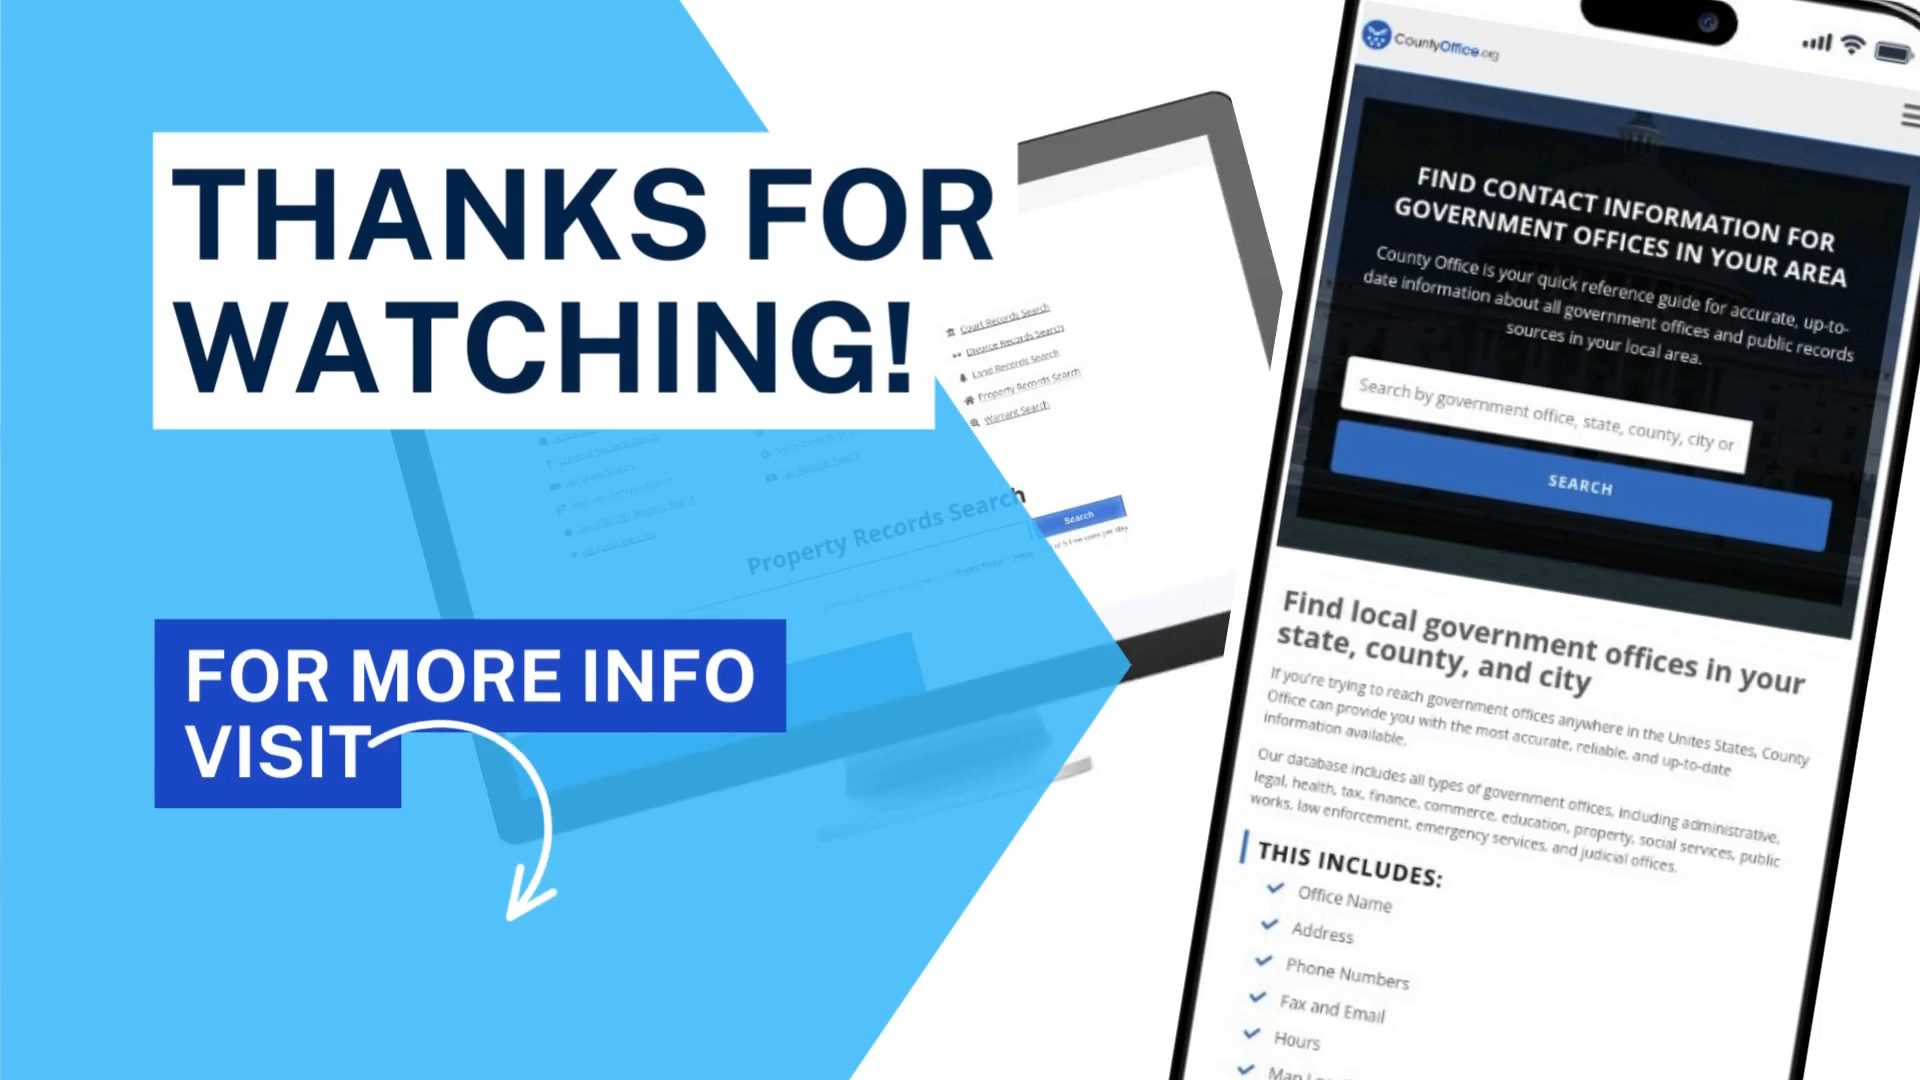 THANKS FOR
WATCHING!
FOR MORE INFO
VISIT
Court Records Search
Divorce Records Search
Land Records Search
Property Records Search
Warrant Search
Property Records Search
Search
of 5 free uses per day
CountyOffice.org
FIND CONTACT INFORMATION FOR
GOVERNMENT OFFICES IN YOUR AREA
County Office is your quick reference guide for accurate, up-to-
date information about all government offices and public records
sources in your local area.
Search by government office, state, county, city or
SEARCH
Find local government offices in your
state, county, and city
If you're trying to reach government offices anywhere in the Unites States, County
Office can provide you with the most accurate, reliable, and up-to-date
information available.
Our database includes all types of government offices, including administrative,
legal, health, tax, finance, commerce, education, property, social services, public
works, law enforcement, emergency services, and judicial offices.
THIS INCLUDES:
Office Name
Address
Phone Numbers
Fax and Email
Hours
Map